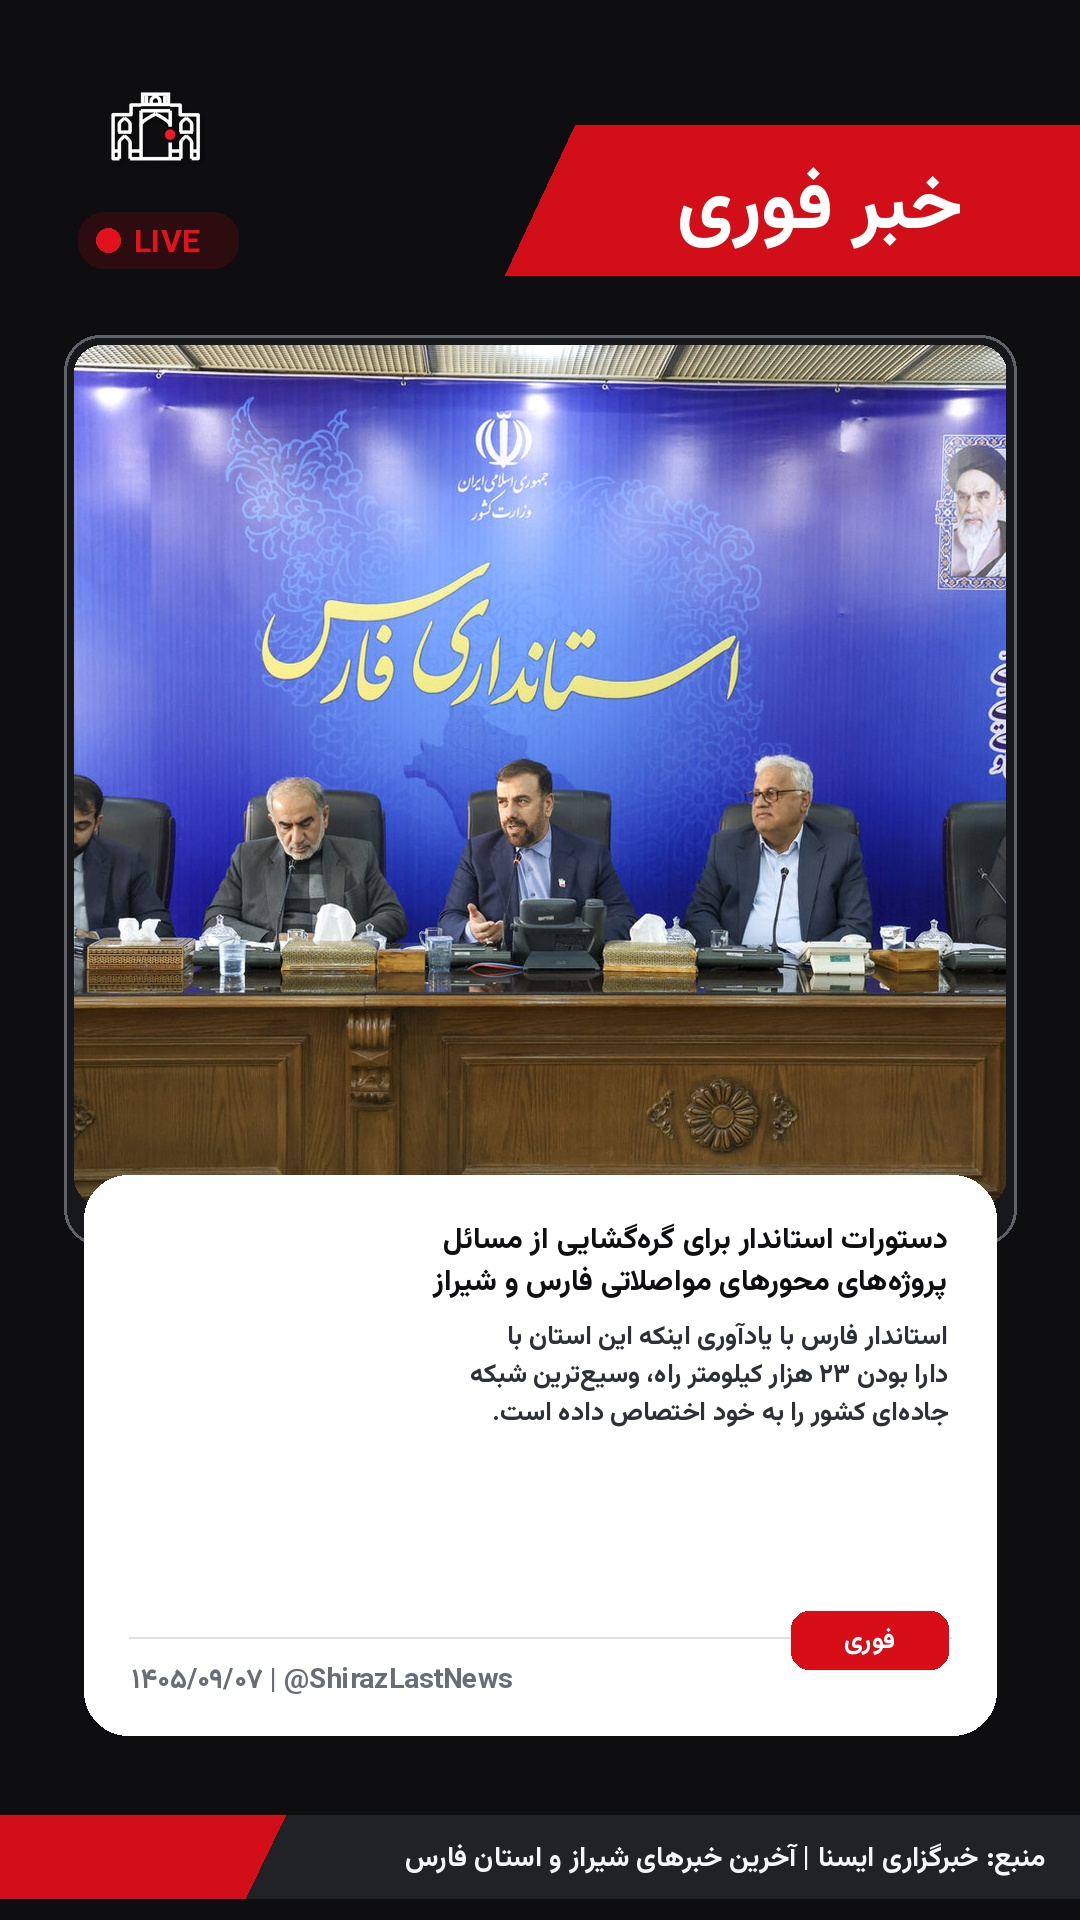 خبر فوری
LIVE
جمهوری اسلامی ایران
وزارت کشور
استانداری فارس
دستورات استاندار برای گره‌گشایی از مسائل
پروژه‌های محورهای مواصلاتی فارس و شیراز
استاندار فارس با یادآوری اینکه این استان با
دارا بودن ۲۳ هزار کیلومتر راه، وسیع‌ترین شبکه
جاده‌ای کشور را به خود اختصاص داده است.
فوری
۱۴۰۵/۰۹/۰۷ | @ShirazLastNews
منبع: خبرگزاری ایسنا | آخرین خبرهای شیراز و استان فارس